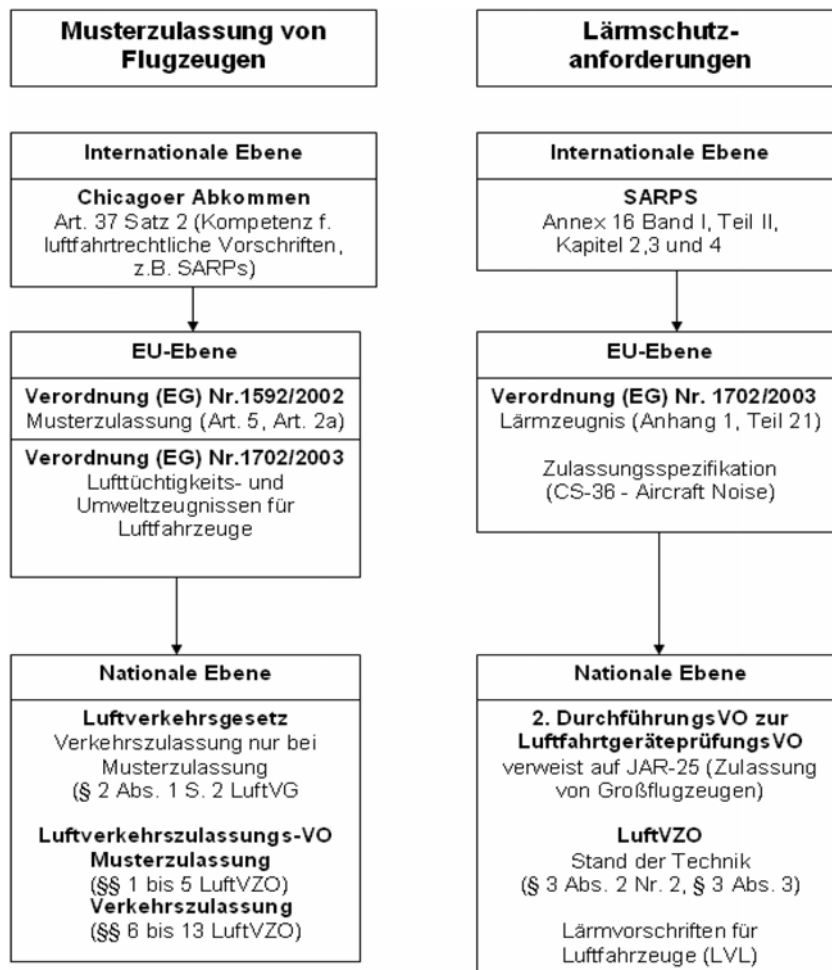 Musterzulassung von
Flugzeugen
Internationale Ebene
Chicagoer Abkommen
Art. 37 Satz 2 (Kompetenz f.
luftfahrtrechtliche Vorschriften,
z.B. SARPs)
EU-Ebene
Verordnung (EG) Nr.1592/2002
Musterzulassung (Art. 5, Art. 2a)
Verordnung (EG) Nr.1702/2003
Lufttüchtigkeits- und
Umweltzeugnissen für
Luftfahrzeuge
Nationale Ebene
Luftverkehrsgesetz
Verkehrszulassung nur bei
Musterzulassung
(§ 2 Abs. 1 S. 2 LuftVG
Luftverkehrszulassungs-VO
Musterzulassung
(§§ 1 bis 5 LuftVZO)
Verkehrszulassung
(§§ 6 bis 13 LuftVZO)
Lärmschutz-
anforderungen
Internationale Ebene
SARPS
Annex 16 Band I, Teil II,
Kapitel 2,3 und 4
EU-Ebene
Verordnung (EG) Nr. 1702/2003
Lärmzeugnis (Anhang 1, Teil 21)
Zulassungsspezifikation
(CS-36 - Aircraft Noise)
Nationale Ebene
2. DurchführungsVO zur
LuftfahrtgeräteprüfungsVO
verweist auf JAR-25 (Zulassung
von Großflugzeugen)
LuftVZO
Stand der Technik
(§ 3 Abs. 2 Nr. 2, § 3 Abs. 3)
Lärmvorschriften für
Luftfahrzeuge (LVL)